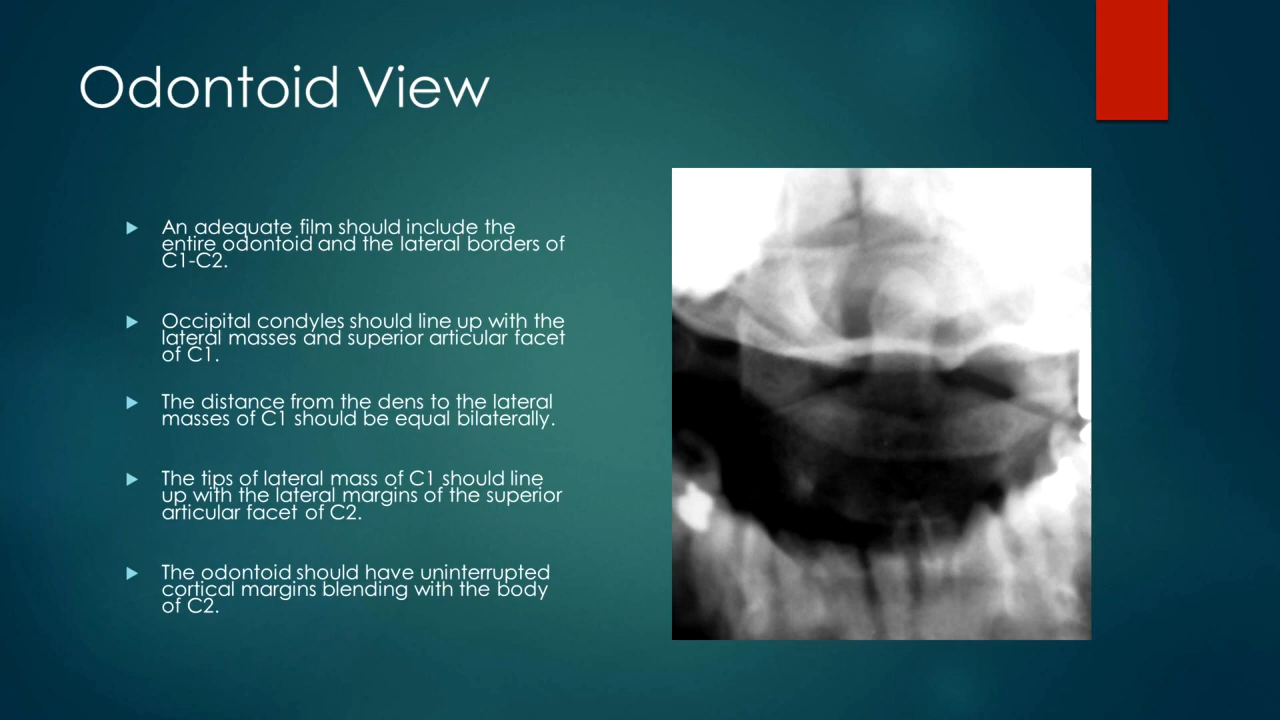 Odontoid View
An adequate film should include the
entire odontoid and the lateral borders of
C1-C2.
Occipital condyles should line up with the
lateral masses and superior articular facet
of C1.
The distance from the dens to the lateral
masses of C1 should be equal bilaterally.
The tips of lateral mass of C1 should line
up with the lateral margins of the superior
articular facet of C2.
The odontoid should have uninterrupted
cortical margins blending with the body
of C2.